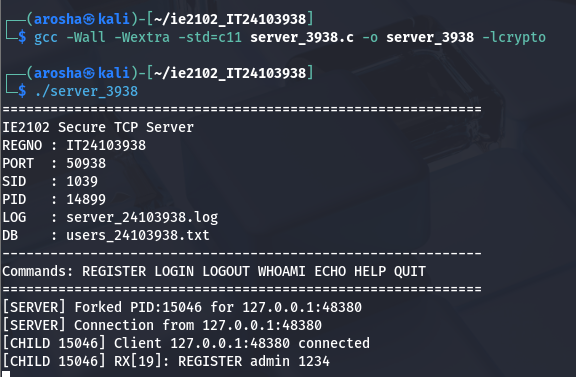 ┌──(arosha㉿kali)-[~/ie2102_IT24103938]
└─$ gcc -Wall -Wextra -std=c11 server_3938.c -o server_3938 -lcrypto
┌──(arosha㉿kali)-[~/ie2102_IT24103938]
└─$ ./server_3938
============================================================
IE2102 Secure TCP Server
REGNO : IT24103938
PORT  : 50938
SID   : 1039
PID   : 14899
LOG   : server_24103938.log
DB    : users_24103938.txt
------------------------------------------------------------
Commands: REGISTER LOGIN LOGOUT WHOAMI ECHO HELP QUIT
============================================================
[SERVER] Forked PID:15046 for 127.0.0.1:48380
[SERVER] Connection from 127.0.0.1:48380
[CHILD 15046] Client 127.0.0.1:48380 connected
[CHILD 15046] RX[19]: REGISTER admin 1234